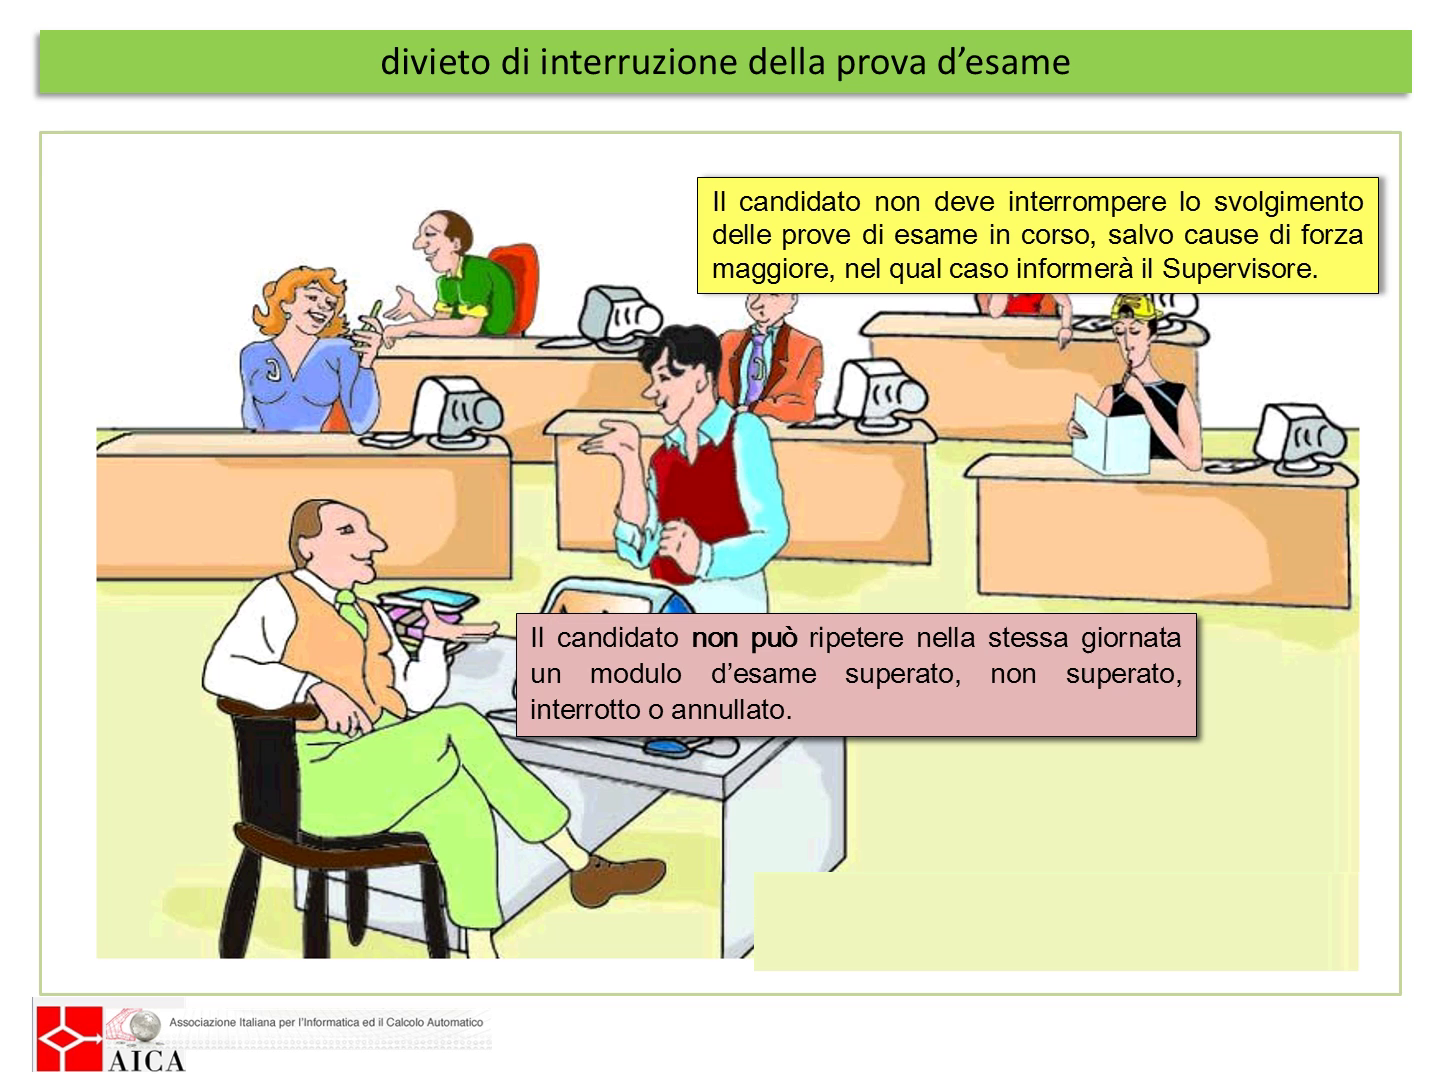 divieto di interruzione della prova d’esame
Il candidato non deve interrompere lo svolgimento
delle prove di esame in corso, salvo cause di forza
maggiore, nel qual caso informerà il Supervisore.
Il candidato non può ripetere nella stessa giornata
un modulo d’esame superato, non superato,
interrotto o annullato.
Associazione Italiana per l'Informatica ed il Calcolo Automatico
AICA